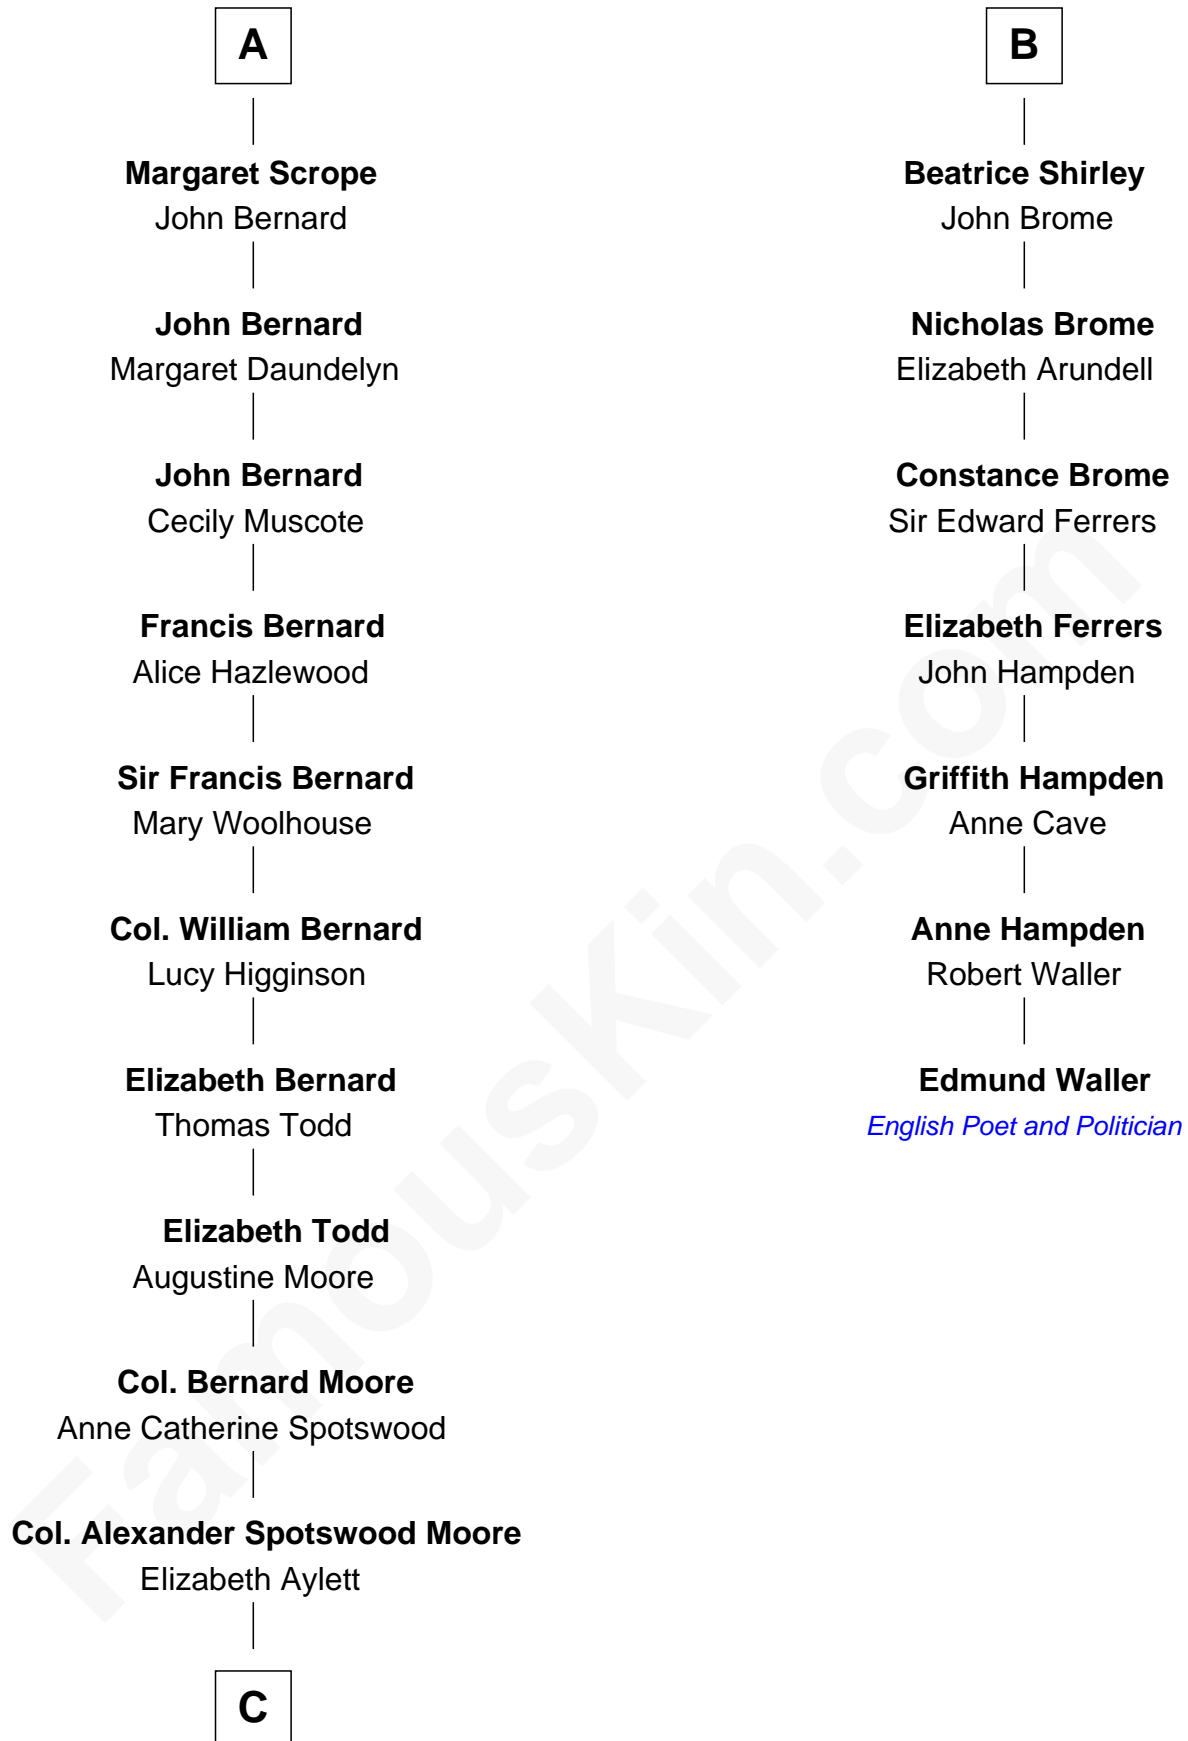 A
Margaret Scrope
John Bernard
John Bernard
Margaret Daundelyn
John Bernard
Cecily Muscote
Francis Bernard
Alice Hazlewood
Sir Francis Bernard
Mary Woolhouse
Col. William Bernard
Lucy Higginson
Elizabeth Bernard
Thomas Todd
Elizabeth Todd
Augustine Moore
Col. Bernard Moore
Anne Catherine Spotswood
Col. Alexander Spotswood Moore
Elizabeth Aylett
C
B
Beatrice Shirley
John Brome
Nicholas Brome
Elizabeth Arundell
Constance Brome
Sir Edward Ferrers
Elizabeth Ferrers
John Hampden
Griffith Hampden
Anne Cave
Anne Hampden
Robert Waller
Edmund Waller
English Poet and Politician
FamousKin.com